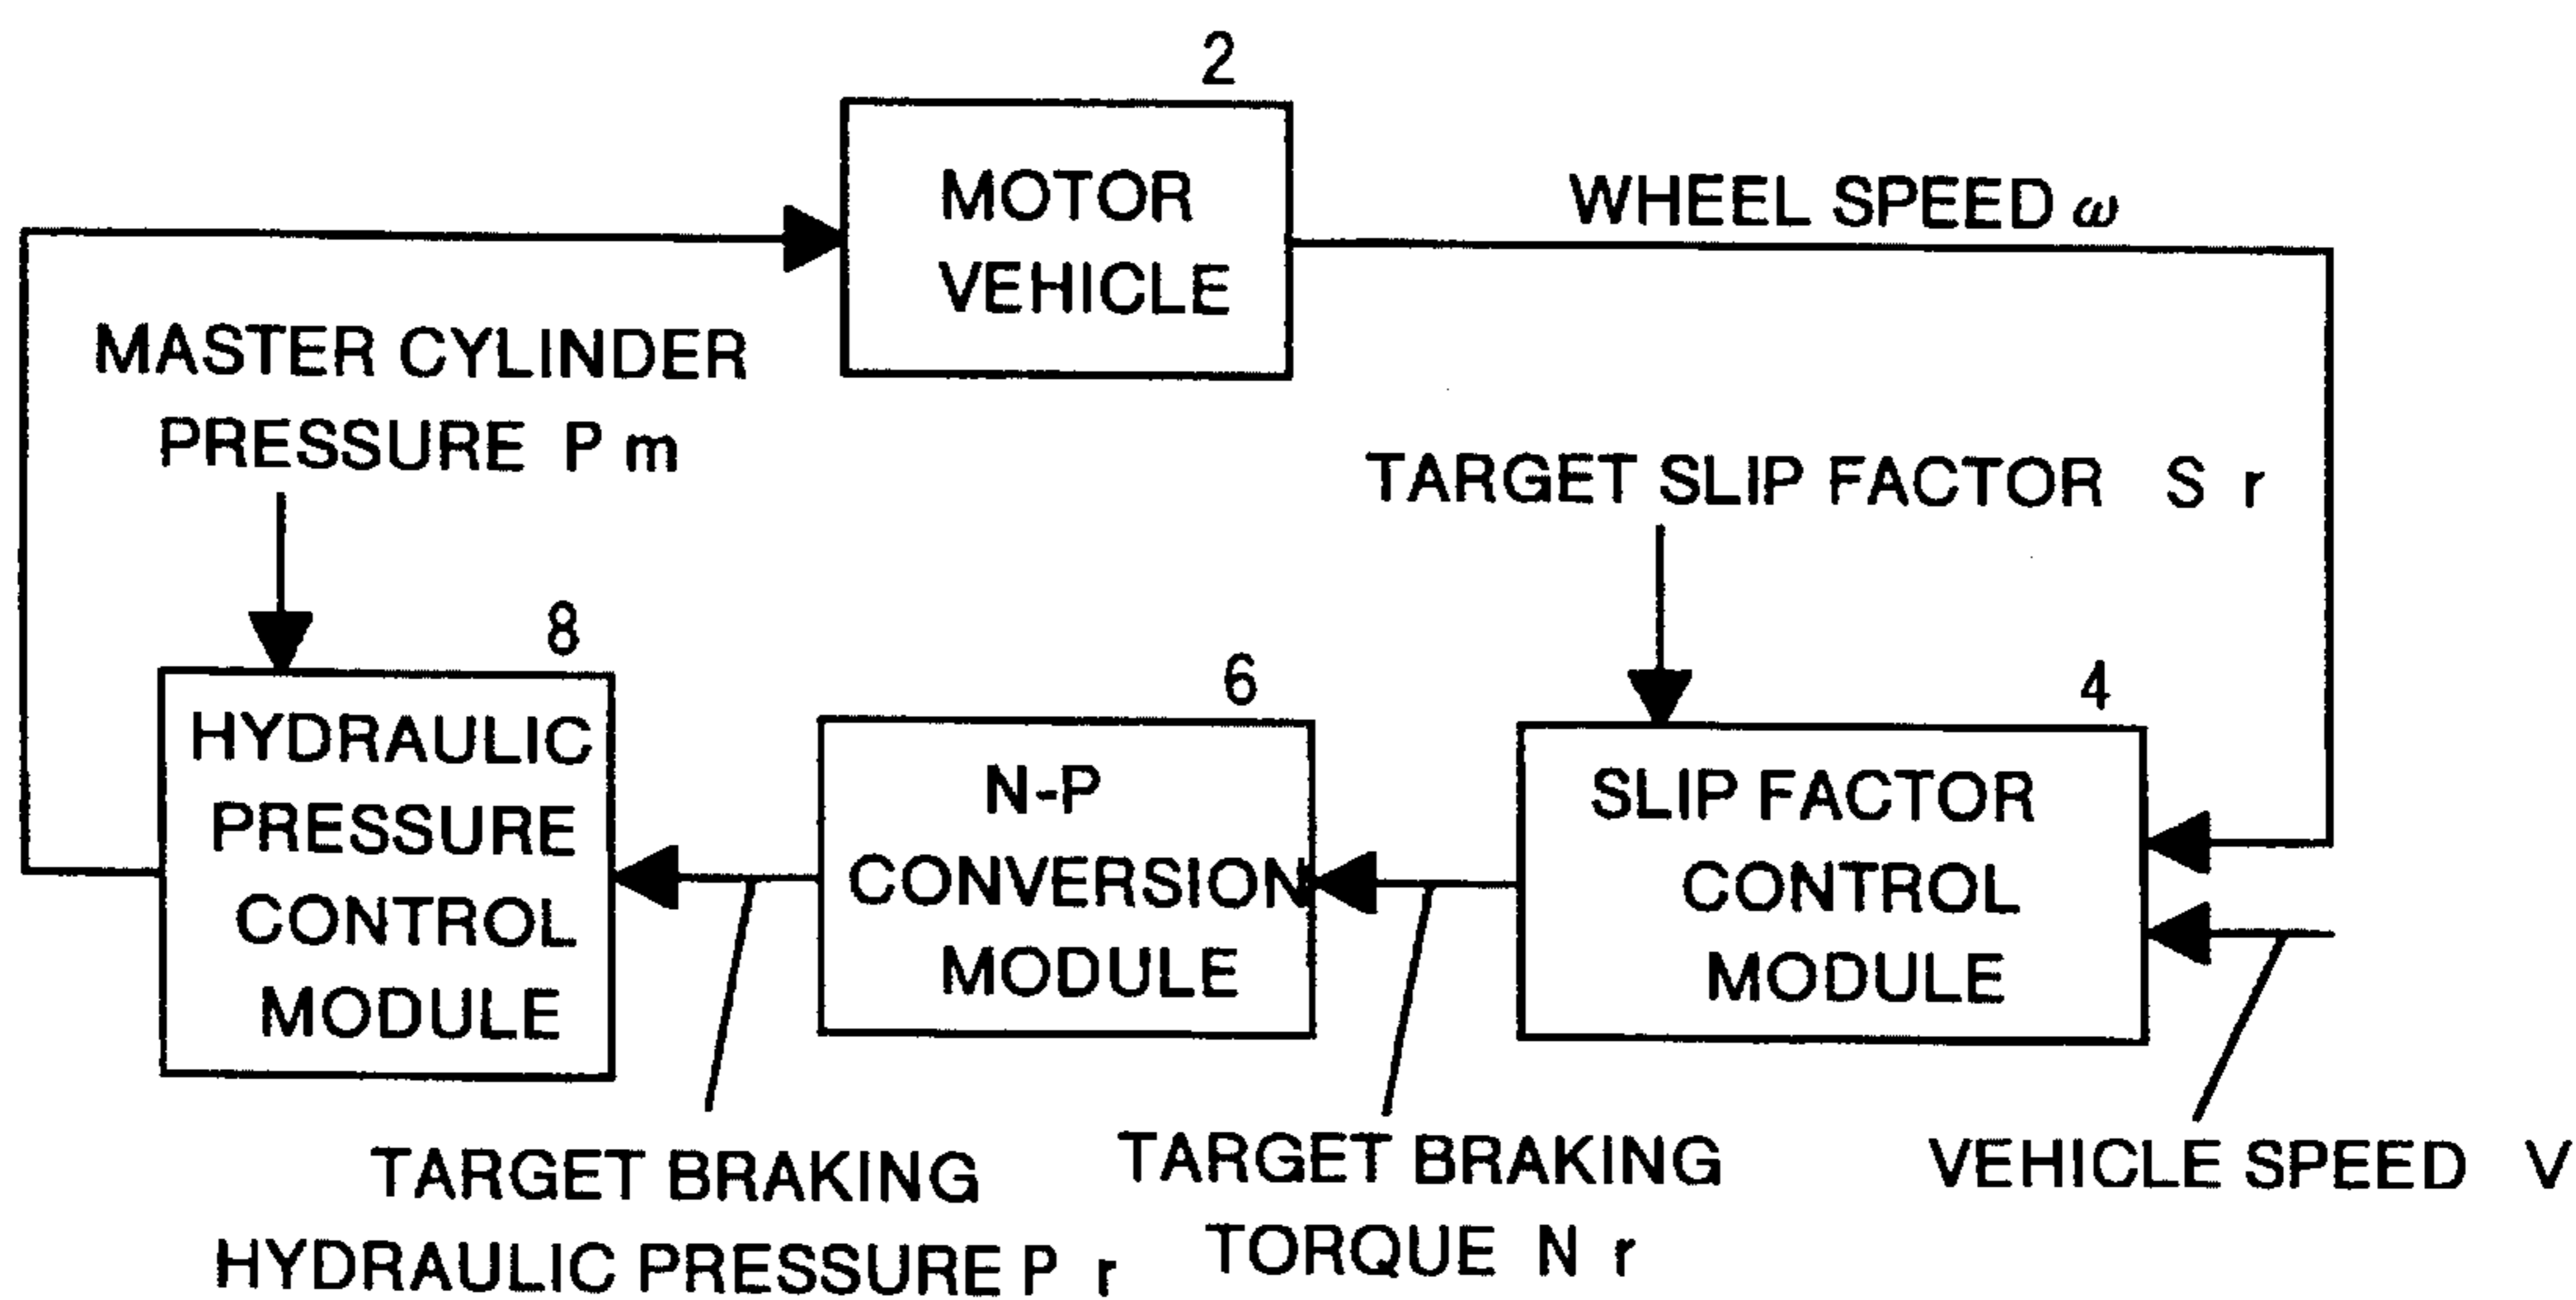 2
MOTOR
VEHICLE
WHEEL SPEED ω
MASTER CYLINDER
PRESSURE P m
TARGET SLIP FACTOR S r
8
HYDRAULIC
PRESSURE
CONTROL
MODULE
6
N-P
CONVERSION
MODULE
4
SLIP FACTOR
CONTROL
MODULE
TARGET BRAKING
HYDRAULIC PRESSURE P r
TARGET BRAKING
TORQUE N r
VEHICLE SPEED V